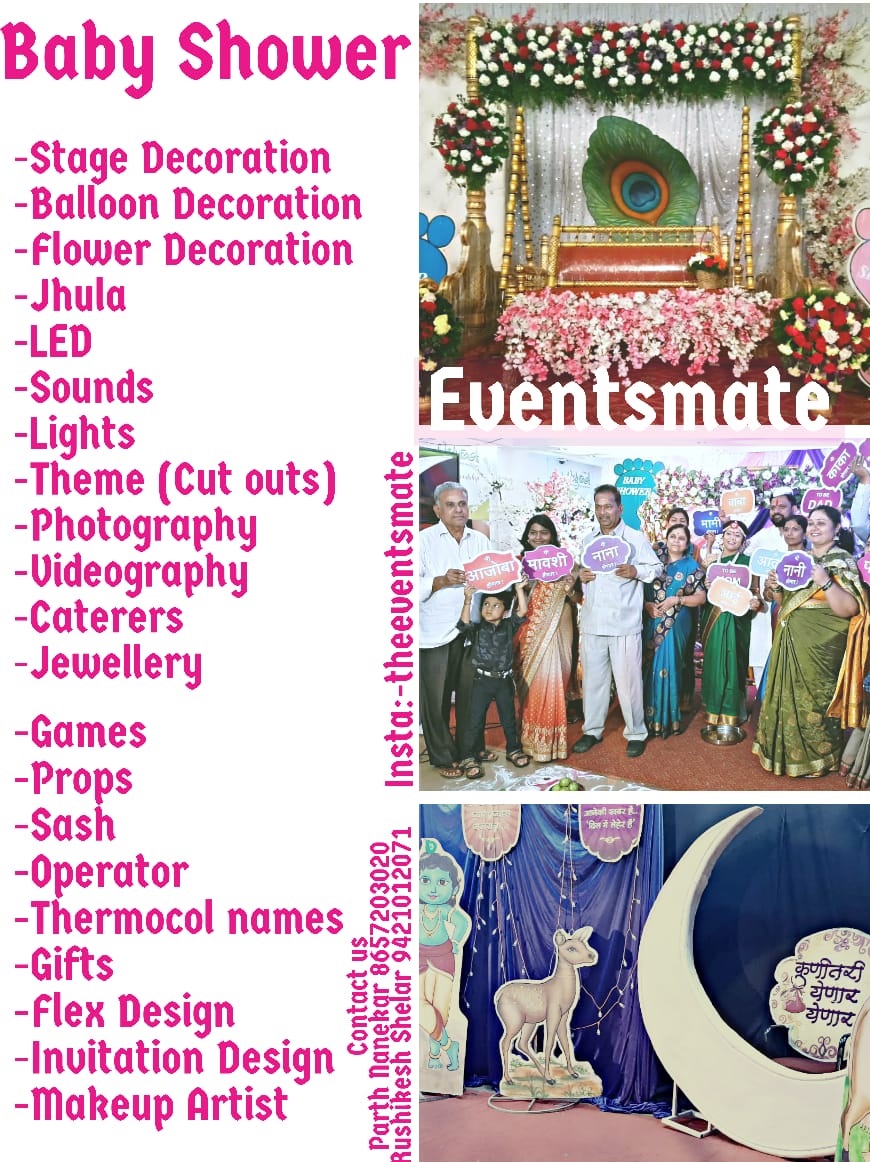 Baby Shower
-Stage Decoration
-Balloon Decoration
-Flower Decoration
-Jhula
-LED
-Sounds
-Lights
-Theme (Cut outs)
-Photography
-Videography
-Caterers
-Jewellery
-Games
-Props
-Sash
-Operator
-Thermocol names
-Gifts
-Flex Design
-Invitation Design
-Makeup Artist
Insta:-theeventsmate
Contact us
Parth Nanekar 8657203020
Rushikesh Shelar 9421012071
Eventsmate
BABY
SHOWER
मी
आजोबा
होणार!
मी
मावशी
होणार!
मी
नाना
होणार!
मामी
बाबा
काका
TO BE
DAD
TO BE
आई
मी
नानी
होणार!
'दिल में लेहेर है'
कुणीतरी
येणार
येणार